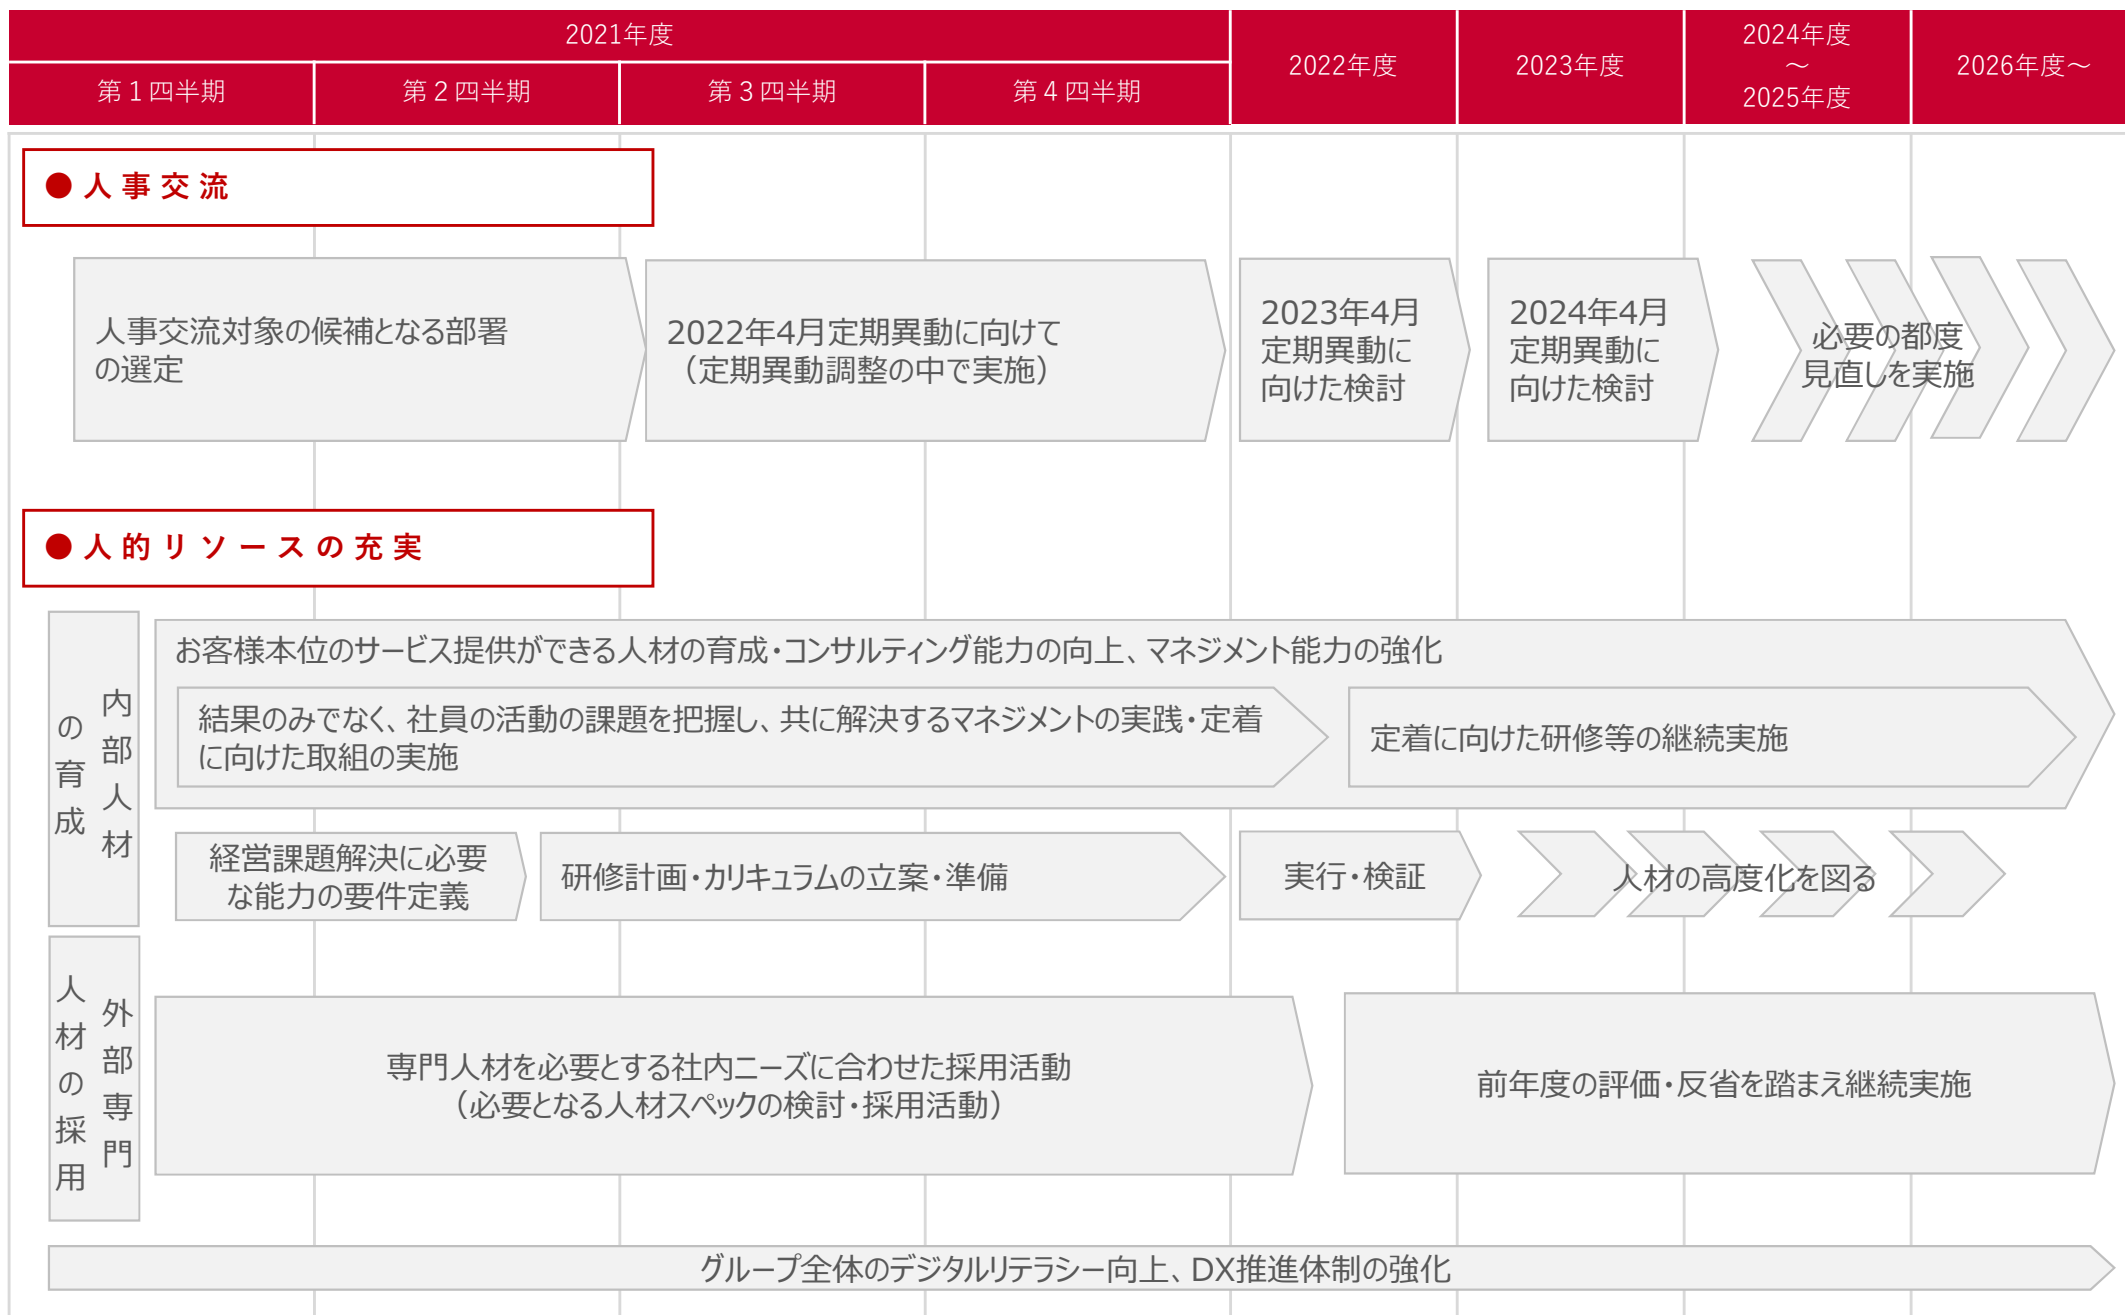 2021年度
2022年度
2023年度
2024年度
～
2025年度
2026年度～
第１四半期
第２四半期
第３四半期
第４四半期
●人事交流
人事交流対象の候補となる部署
の選定
2022年4月定期異動に向けて
（定期異動調整の中で実施）
2023年4月
定期異動に
向けた検討
2024年4月
定期異動に
向けた検討
必要の都度
見直しを実施
●人的リソースの充実
内部人材
の育成
お客様本位のサービス提供ができる人材の育成・コンサルティング能力の向上、マネジメント能力の強化
結果のみでなく、社員の活動の課題を把握し、共に解決するマネジメントの実践・定着
に向けた取組の実施
定着に向けた研修等の継続実施
経営課題解決に必要
な能力の要件定義
研修計画・カリキュラムの立案・準備
実行・検証
人材の高度化を図る
外部専門
人材の採用
専門人材を必要とする社内ニーズに合わせた採用活動
（必要となる人材スペックの検討・採用活動）
前年度の評価・反省を踏まえ継続実施
グループ全体のデジタルリテラシー向上、DX推進体制の強化